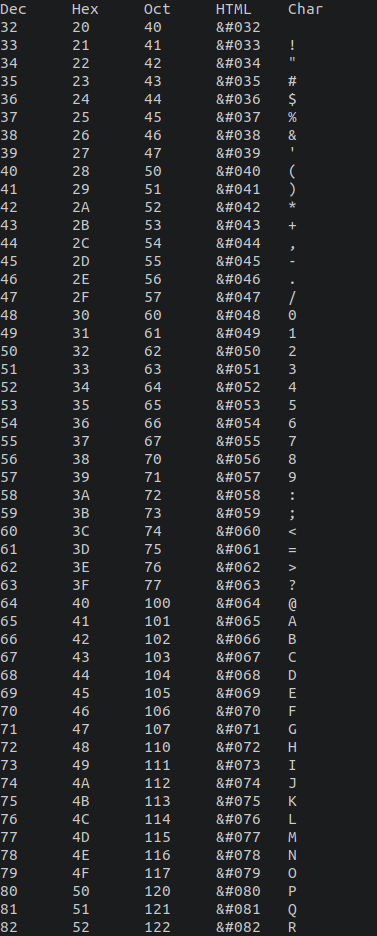 Dec Hex Oct HTML Char
32 20 40 &#032
33 21 41 &#033 !
34 22 42 &#034 "
35 23 43 &#035 #
36 24 44 &#036 $
37 25 45 &#037 %
38 26 46 &#038 &
39 27 47 &#039 '
40 28 50 &#040 (
41 29 51 &#041 )
42 2A 52 &#042 *
43 2B 53 &#043 +
44 2C 54 &#044 ,
45 2D 55 &#045 -
46 2E 56 &#046 .
47 2F 57 &#047 /
48 30 60 &#048 0
49 31 61 &#049 1
50 32 62 &#050 2
51 33 63 &#051 3
52 34 64 &#052 4
53 35 65 &#053 5
54 36 66 &#054 6
55 37 67 &#055 7
56 38 70 &#056 8
57 39 71 &#057 9
58 3A 72 &#058 :
59 3B 73 &#059 ;
60 3C 74 &#060 <
61 3D 75 &#061 =
62 3E 76 &#062 >
63 3F 77 &#063 ?
64 40 100 &#064 @
65 41 101 &#065 A
66 42 102 &#066 B
67 43 103 &#067 C
68 44 104 &#068 D
69 45 105 &#069 E
70 46 106 &#070 F
71 47 107 &#071 G
72 48 110 &#072 H
73 49 111 &#073 I
74 4A 112 &#074 J
75 4B 113 &#075 K
76 4C 114 &#076 L
77 4D 115 &#077 M
78 4E 116 &#078 N
79 4F 117 &#079 O
80 50 120 &#080 P
81 51 121 &#081 Q
82 52 122 &#082 R